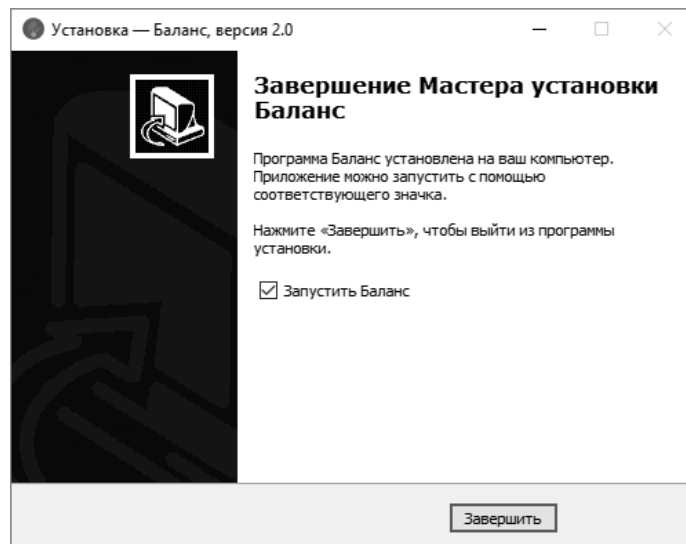 Установка — Баланс, версия 2.0
Завершение Мастера установки
Баланс
Программа Баланс установлена на ваш компьютер.
Приложение можно запустить с помощью
соответствующего значка.
Нажмите «Завершить», чтобы выйти из программы
установки.
Запустить Баланс
Завершить